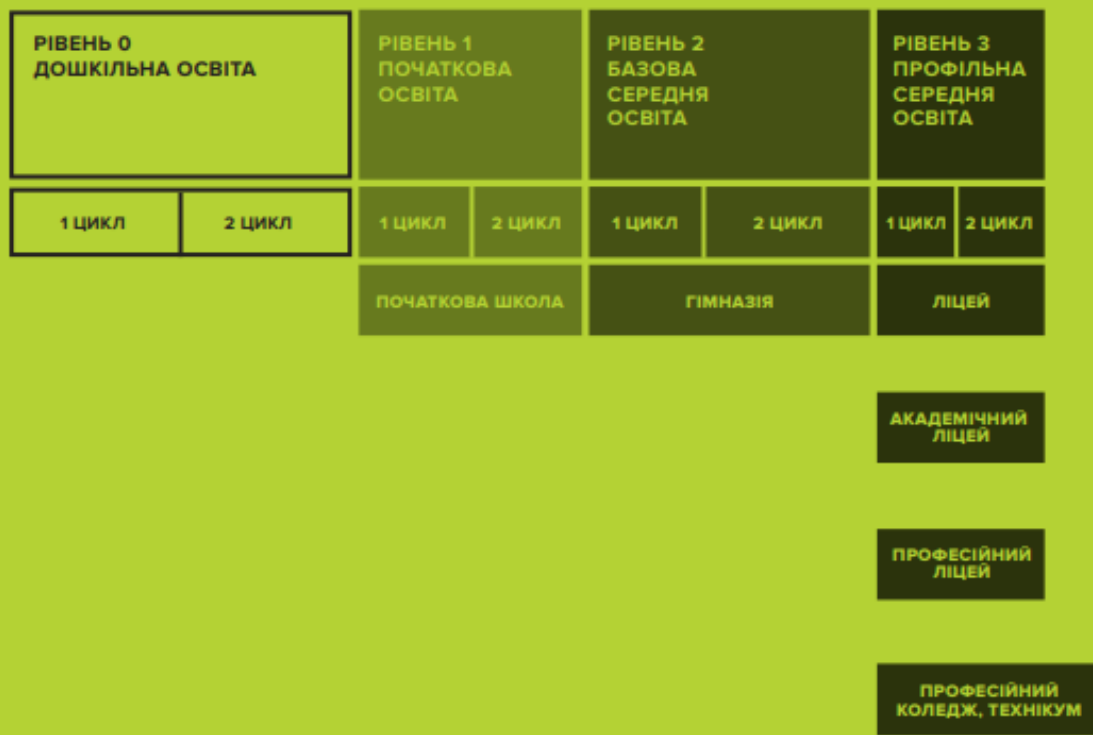 РІВЕНЬ 0
ДОШКІЛЬНА ОСВІТА
РІВЕНЬ 1
ПОЧАТКОВА
ОСВІТА
РІВЕНЬ 2
БАЗОВА
СЕРЕДНЯ
ОСВІТА
РІВЕНЬ 3
ПРОФІЛЬНА
СЕРЕДНЯ
ОСВІТА
1 ЦИКЛ
2 ЦИКЛ
1 ЦИКЛ
2 ЦИКЛ
1 ЦИКЛ
2 ЦИКЛ
1 ЦИКЛ
2 ЦИКЛ
ПОЧАТКОВА ШКОЛА
ГІМНАЗІЯ
ЛІЦЕЙ
АКАДЕМІЧНИЙ
ЛІЦЕЙ
ПРОФЕСІЙНИЙ
ЛІЦЕЙ
ПРОФЕСІЙНИЙ
КОЛЕДЖ, ТЕХНІКУМ